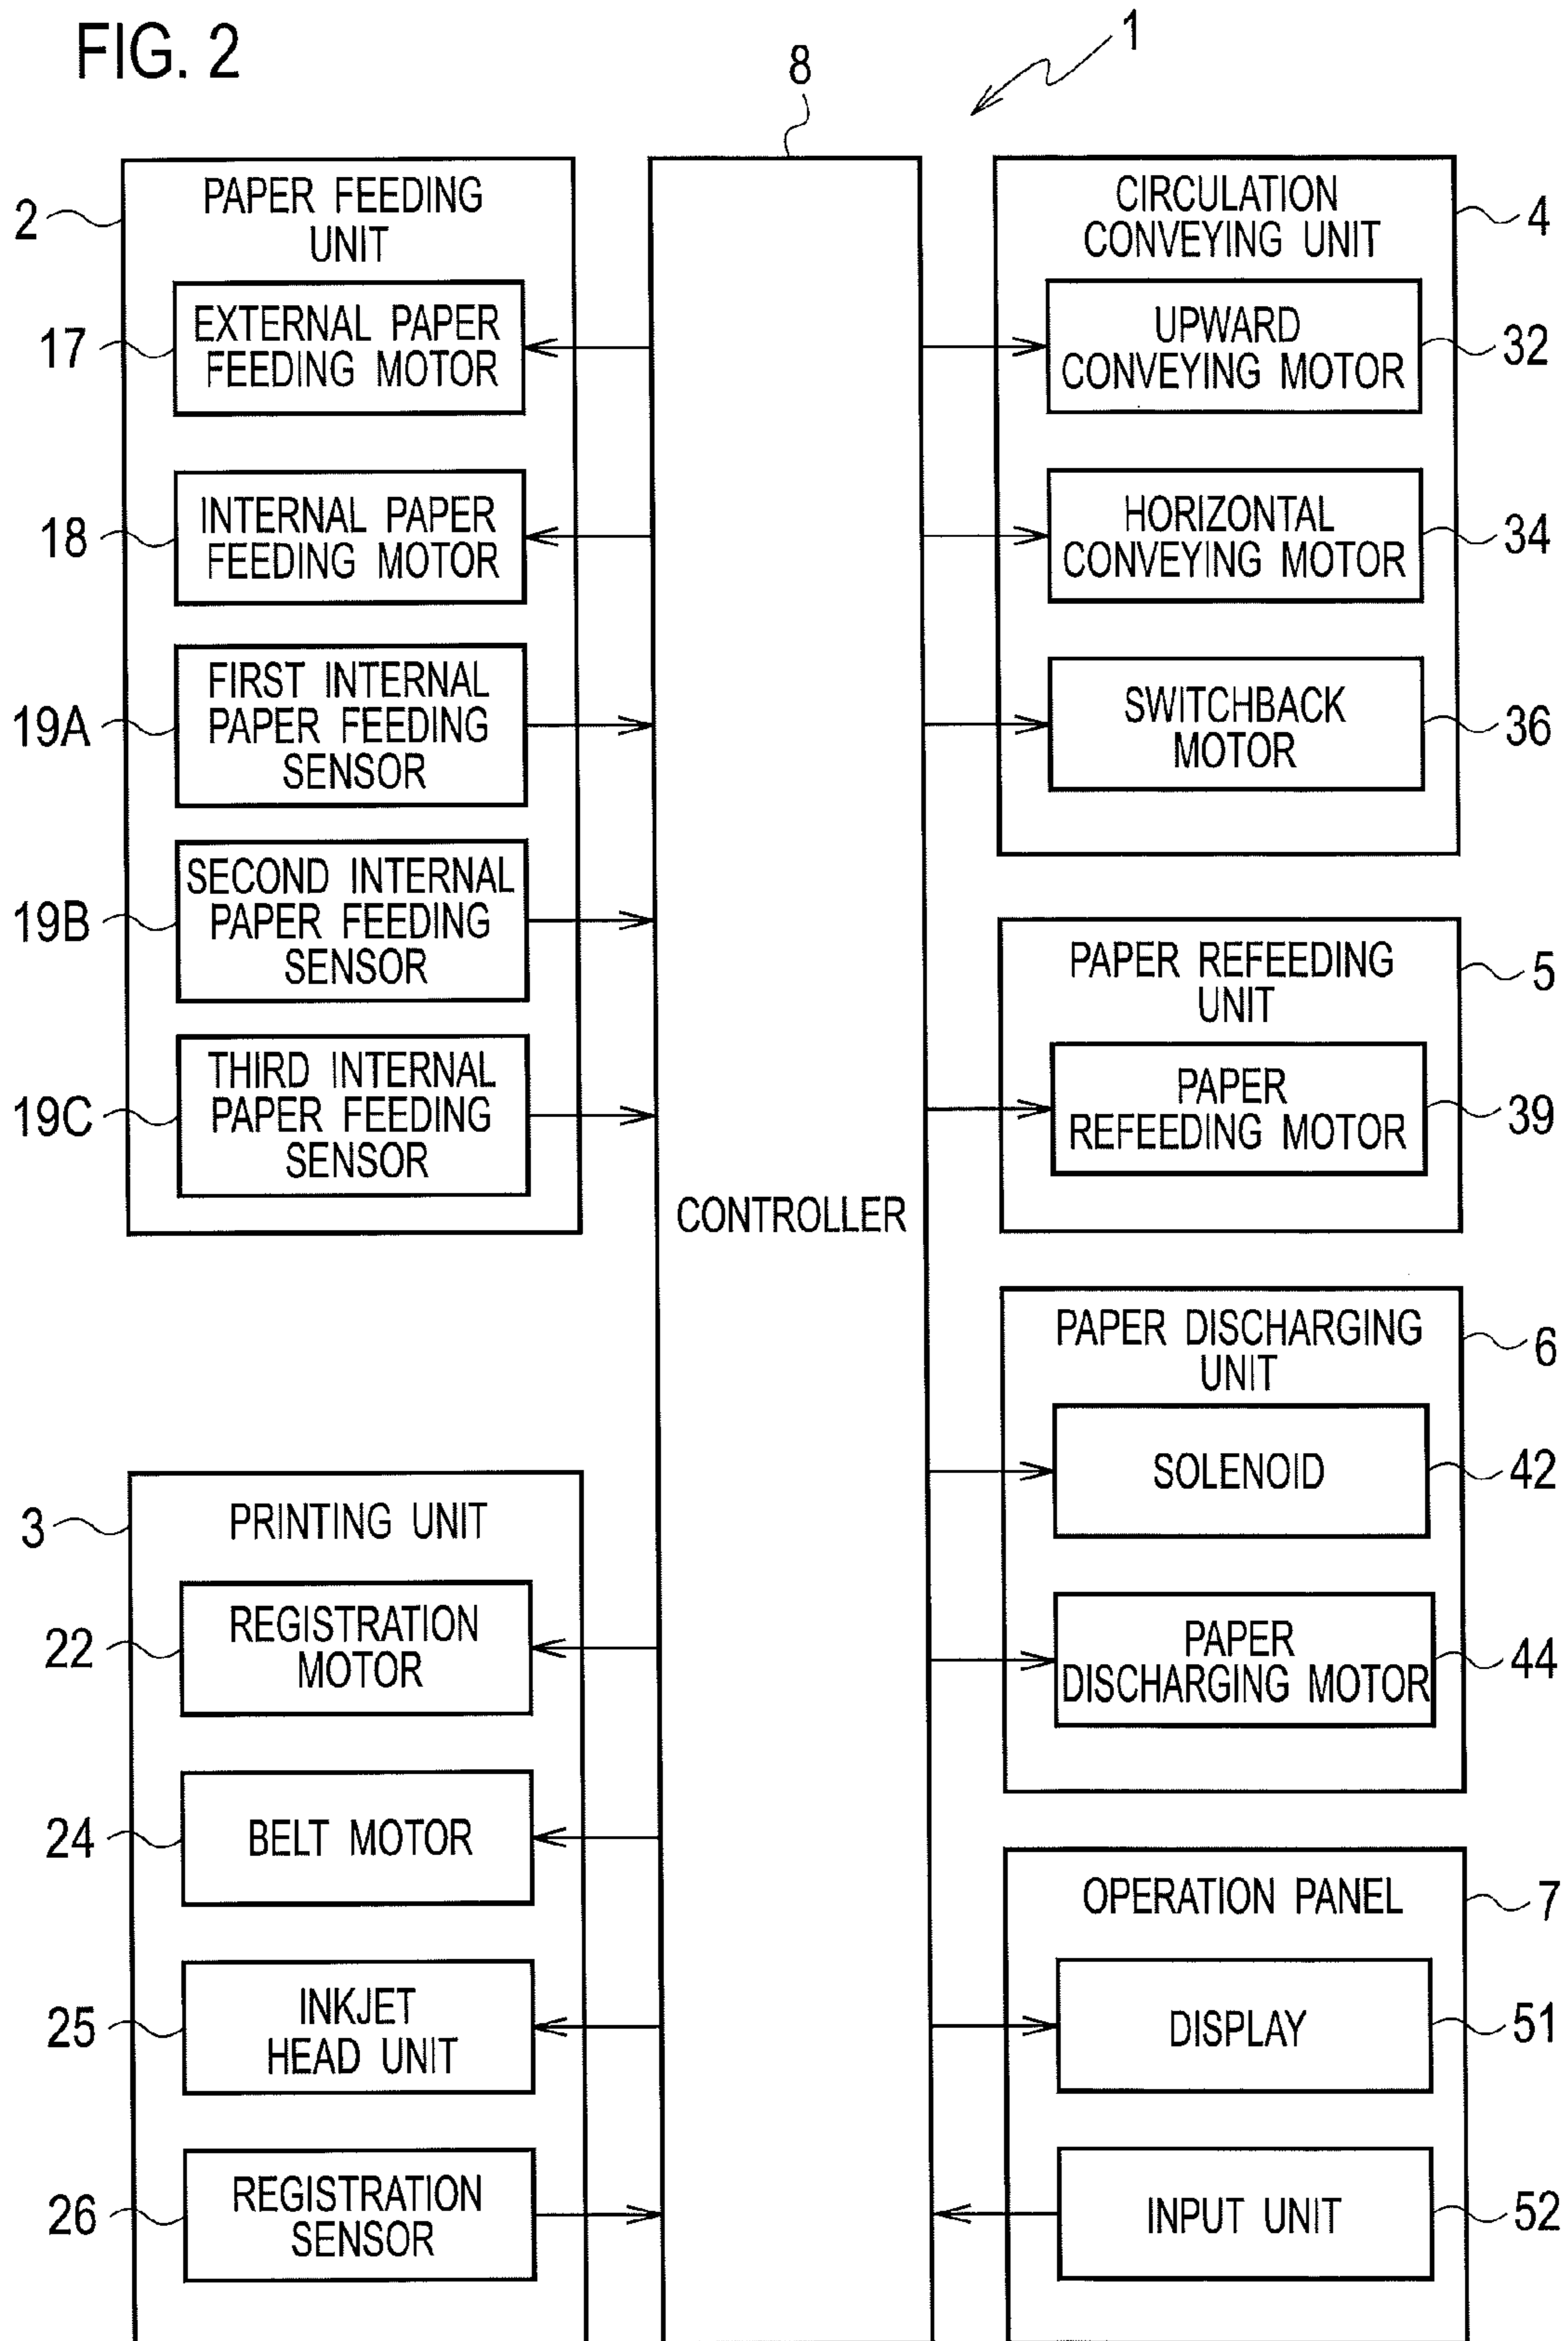 FIG. 2
1
8
2
PAPER FEEDING
UNIT
17
EXTERNAL PAPER
FEEDING MOTOR
18
INTERNAL PAPER
FEEDING MOTOR
19A
FIRST INTERNAL
PAPER FEEDING
SENSOR
19B
SECOND INTERNAL
PAPER FEEDING
SENSOR
19C
THIRD INTERNAL
PAPER FEEDING
SENSOR
3
PRINTING UNIT
22
REGISTRATION
MOTOR
24
BELT MOTOR
25
INKJET
HEAD UNIT
26
REGISTRATION
SENSOR
CONTROLLER
CIRCULATION
CONVEYING UNIT
4
UPWARD
CONVEYING MOTOR
32
HORIZONTAL
CONVEYING MOTOR
34
SWITCHBACK
MOTOR
36
PAPER REFEEDING
UNIT
5
PAPER
REFEEDING MOTOR
39
PAPER DISCHARGING
UNIT
6
SOLENOID
42
PAPER
DISCHARGING MOTOR
44
OPERATION PANEL
7
DISPLAY
51
INPUT UNIT
52